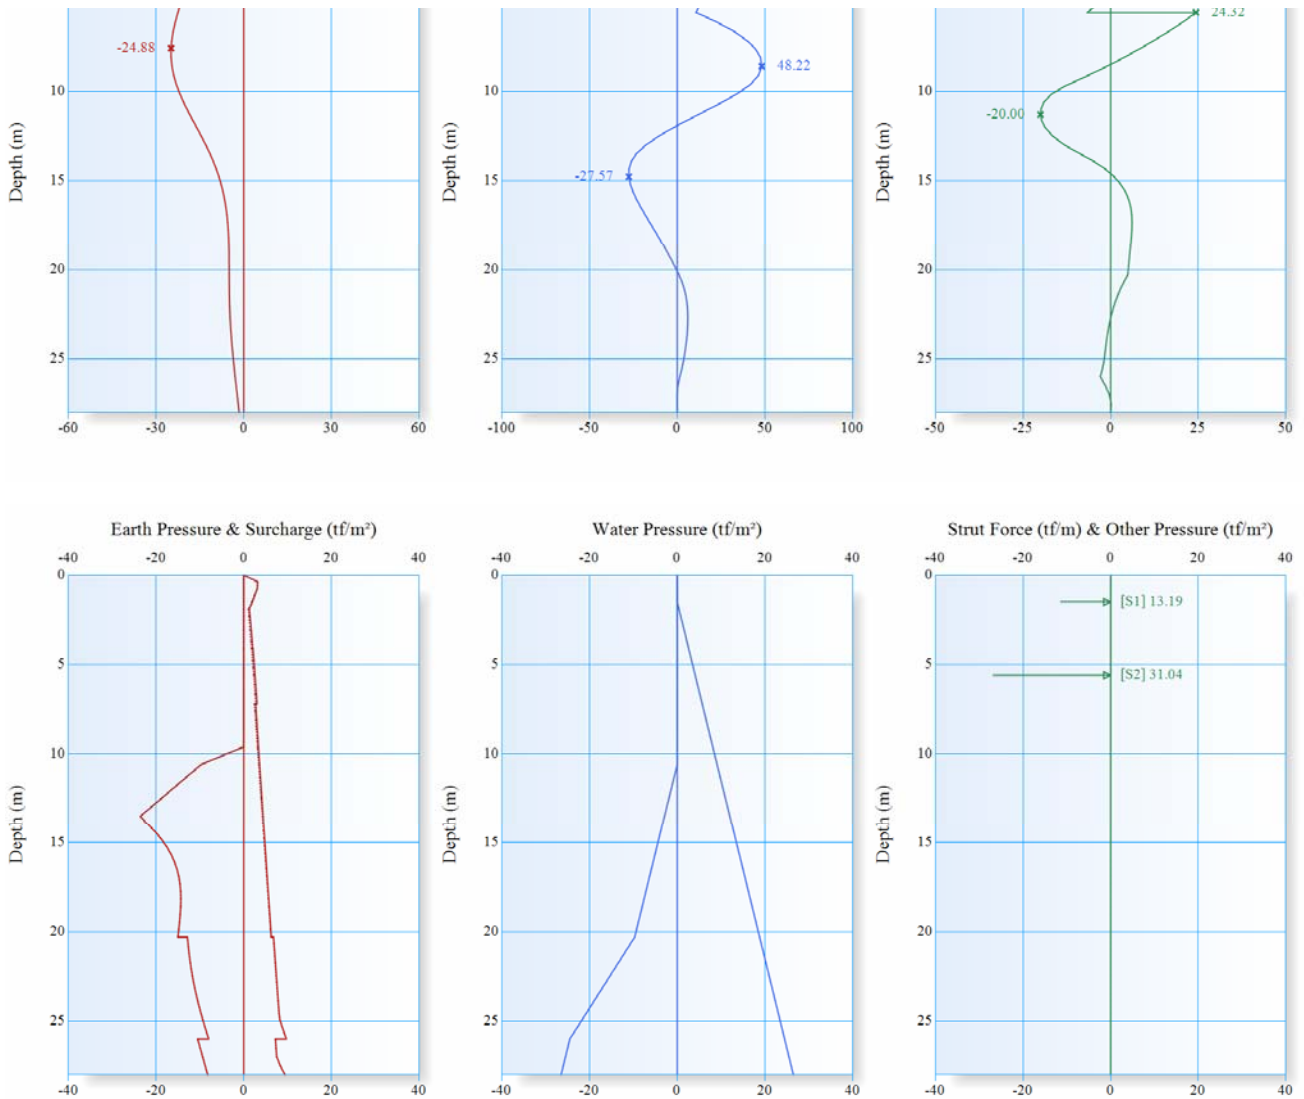 -24.88
10
15
20
25
Depth (m)
-60 -30 0 30 60
48.22
-27.57
10
15
20
25
Depth (m)
-100 -50 0 50 100
24.32
-20.00
10
15
20
25
Depth (m)
-50 -25 0 25 50
Earth Pressure & Surcharge (tf/m²)
-40 -20 0 20 40
0
5
10
15
20
25
Depth (m)
-40 -20 0 20 40
Water Pressure (tf/m²)
-40 -20 0 20 40
0
5
10
15
20
25
Depth (m)
-40 -20 0 20 40
Strut Force (tf/m) & Other Pressure (tf/m²)
-40 -20 0 20 40
0
[S1] 13.19
5
[S2] 31.04
10
15
20
25
Depth (m)
-40 -20 0 20 40